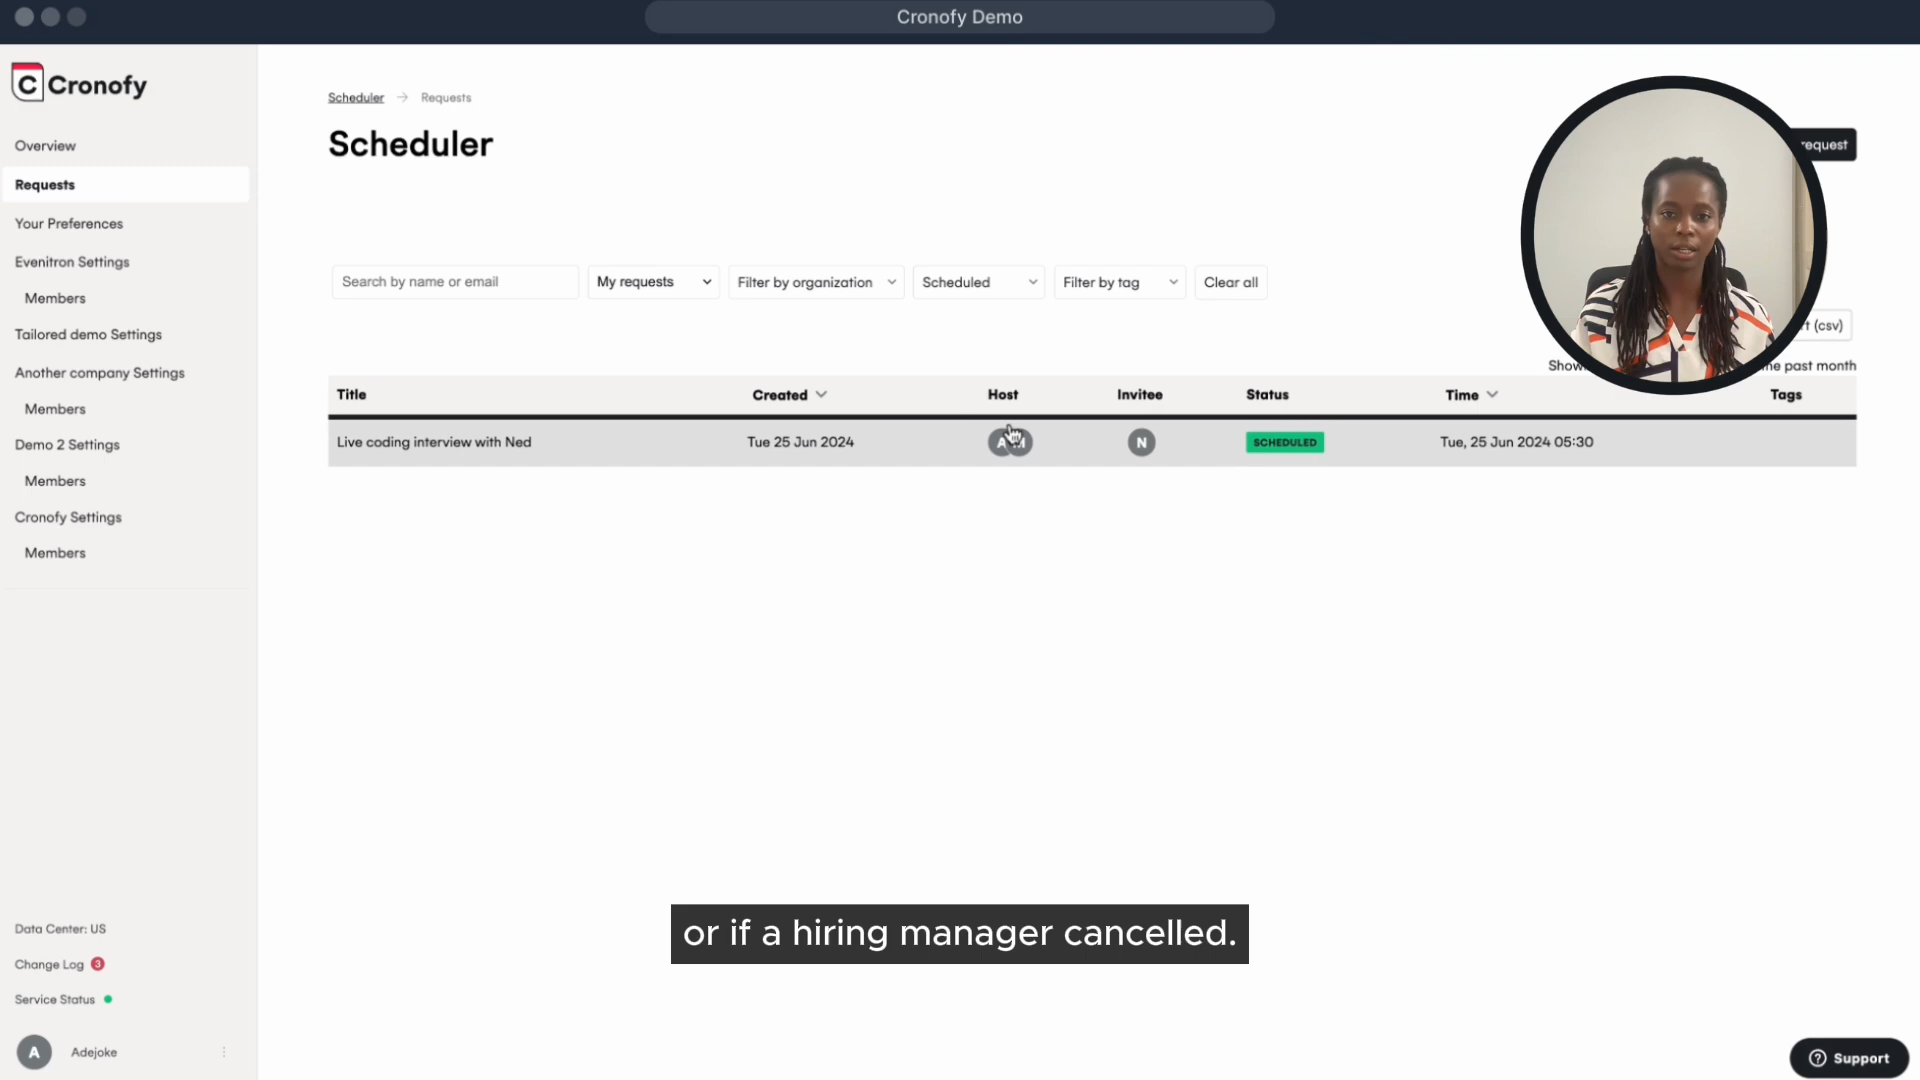 Cronofy Demo
Cronofy
Overview
Requests
Your Preferences
Evenitron Settings
Members
Tailored demo Settings
Another company Settings
Members
Demo 2 Settings
Members
Cronofy Settings
Members
Data Center: US
Change Log 3
Service Status
A Adejoke
Scheduler → Requests
Scheduler
request
Search by name or email My requests Filter by organization Scheduled Filter by tag Clear all
(csv)
past month
Title Created Host Invitee Status Time Tags
Live coding interview with Ned Tue 25 Jun 2024 A N SCHEDULED Tue, 25 Jun 2024 05:30
or if a hiring manager cancelled.
Support